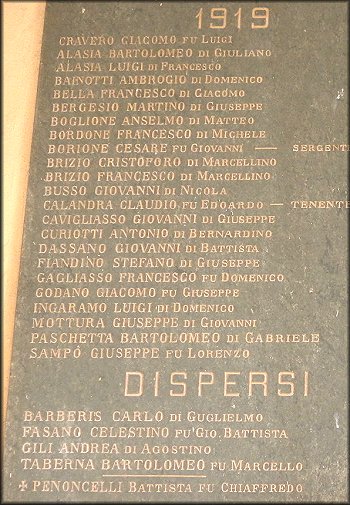 1919
CRAVERO GIACOMO FU LUIGI
ALASIA BARTOLOMEO DI GIULIANO
ALASIA LUIGI DI FRANCESCO
BARNOTTI AMBROGIO DI DOMENICO
BELLA FRANCESCO DI GIACOMO
BERGESIO MARTINO DI GIUSEPPE
BOGLIONE ANSELMO DI MATTEO
BORDONE FRANCESCO DI MICHELE
BORIONE CESARE FU GIOVANNI — SERGENTE
BRIZIO CRISTOFORO DI MARCELLINO
BRIZIO FRANCESCO DI MARCELLINO
BUSSO GIOVANNI DI NICOLA
CALANDRA CLAUDIO FU EDOARDO — TENENTE
CAVIGLIASSO GIOVANNI DI GIUSEPPE
CURIOTTI ANTONIO DI BERNARDINO
DASSANO GIOVANNI DI BATTISTA
FIANDINO STEFANO DI GIUSEPPE
GAGLIASSO FRANCESCO FU DOMENICO
GODANO GIACOMO FU GIUSEPPE
INGARAMO LUIGI DI DOMENICO
MOTTURA GIUSEPPE DI GIOVANNI
PASCHETTA BARTOLOMEO DI GABRIELE
SAMPÓ GIUSEPPE FU LORENZO
DISPERSI
BARBERIS CARLO DI GUGLIELMO
FASANO CELESTINO FU GIO. BATTISTA
GILI ANDREA DI AGOSTINO
TABERNA BARTOLOMEO FU MARCELLO
✠ PENONCELLI BATTISTA FU CHIAFFREDO